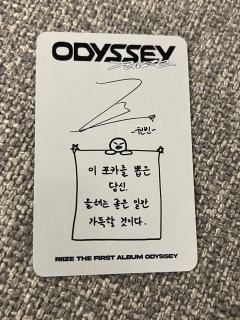 ODYSSEY
RIIZE
-원빈-
이 포카를 뽑은
당신.
올해는 좋은 일만
가득할 것이다.
RIIZE THE FIRST ALBUM ODYSSEY